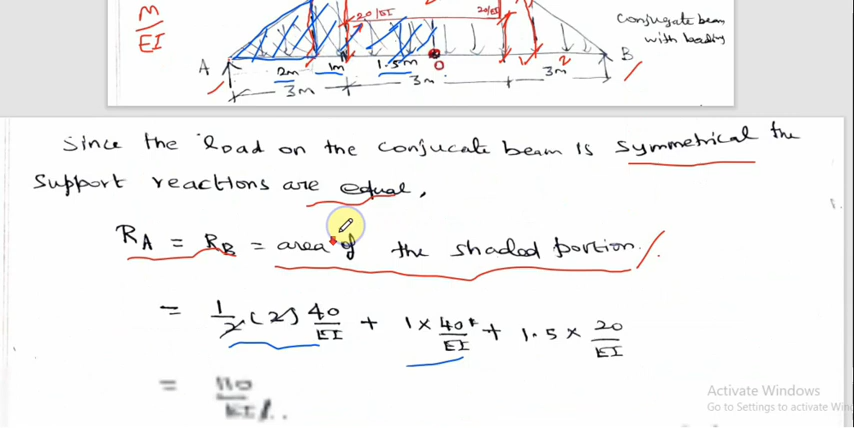 M
EI
20/EI
20/EI
conjugate beam
with loading
A
2m
1m
1.5m
O
1
2
B
3m
3m
3m
Since the load on the conjucate beam is symmetrical the
support reactions are equal,
RA = RB = area of the shaded portion.
= 1/2 (2) 40/EI + 1 × 40/EI + 1.5 × 20/EI
= 110/EI
Activate Windows
Go to Settings to activate Win